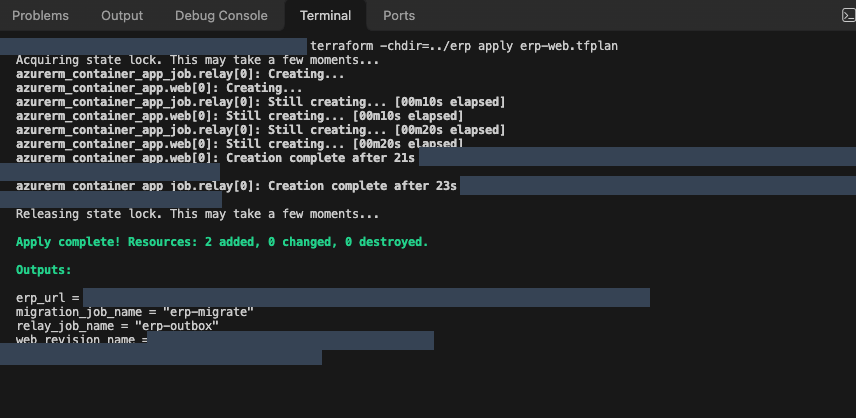 Problems Output Debug Console Terminal Ports
terraform -chdir=../erp apply erp-web.tfplan
Acquiring state lock. This may take a few moments...
azurerm_container_app_job.relay[0]: Creating...
azurerm_container_app.web[0]: Creating...
azurerm_container_app_job.relay[0]: Still creating... [00m10s elapsed]
azurerm_container_app.web[0]: Still creating... [00m10s elapsed]
azurerm_container_app_job.relay[0]: Still creating... [00m20s elapsed]
azurerm_container_app.web[0]: Still creating... [00m20s elapsed]
azurerm_container_app.web[0]: Creation complete after 21s
azurerm_container_app_job.relay[0]: Creation complete after 23s
Releasing state lock. This may take a few moments...
Apply complete! Resources: 2 added, 0 changed, 0 destroyed.
Outputs:
erp_url =
migration_job_name = "erp-migrate"
relay_job_name = "erp-outbox"
web_revision_name =